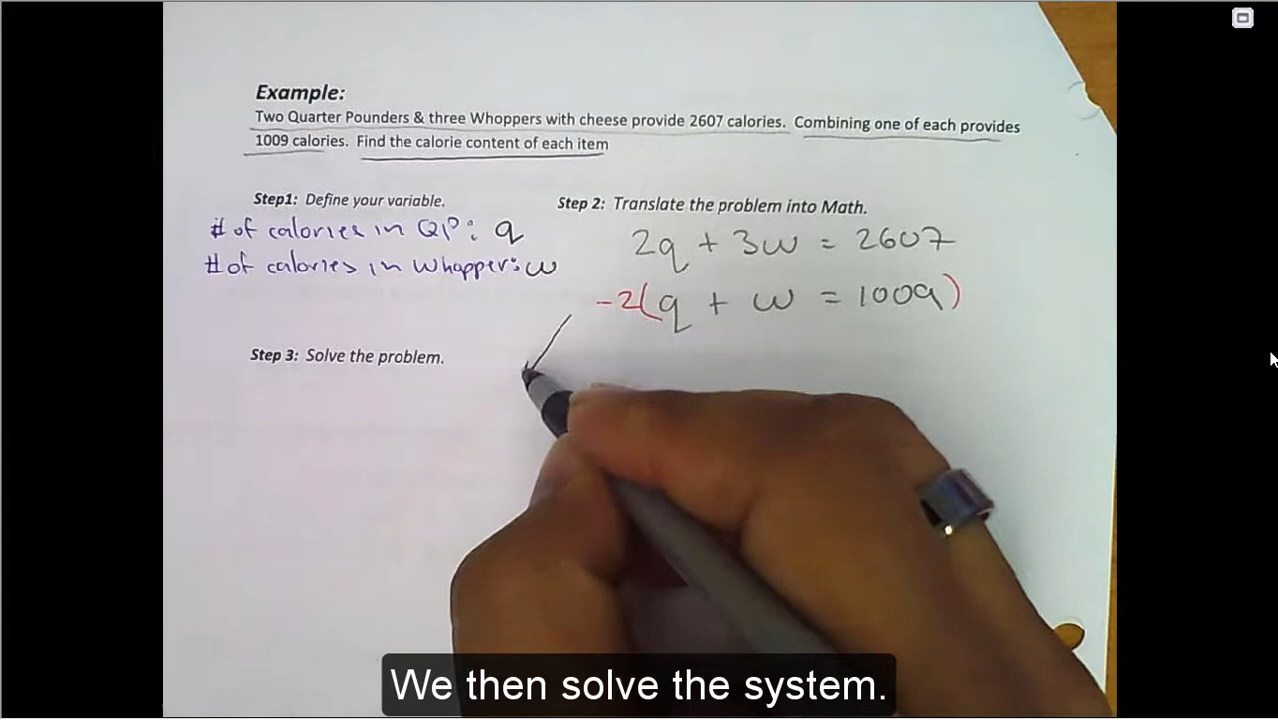 Example:
Two Quarter Pounders & three Whoppers with cheese provide 2607 calories. Combining one of each provides
1009 calories. Find the calorie content of each item
Step1: Define your variable.
# of calories in QP: q
# of calories in Whopper: w
Step 2: Translate the problem into Math.
2q + 3w = 2607
-2(q + w = 1009)
Step 3: Solve the problem.
We then solve the system.